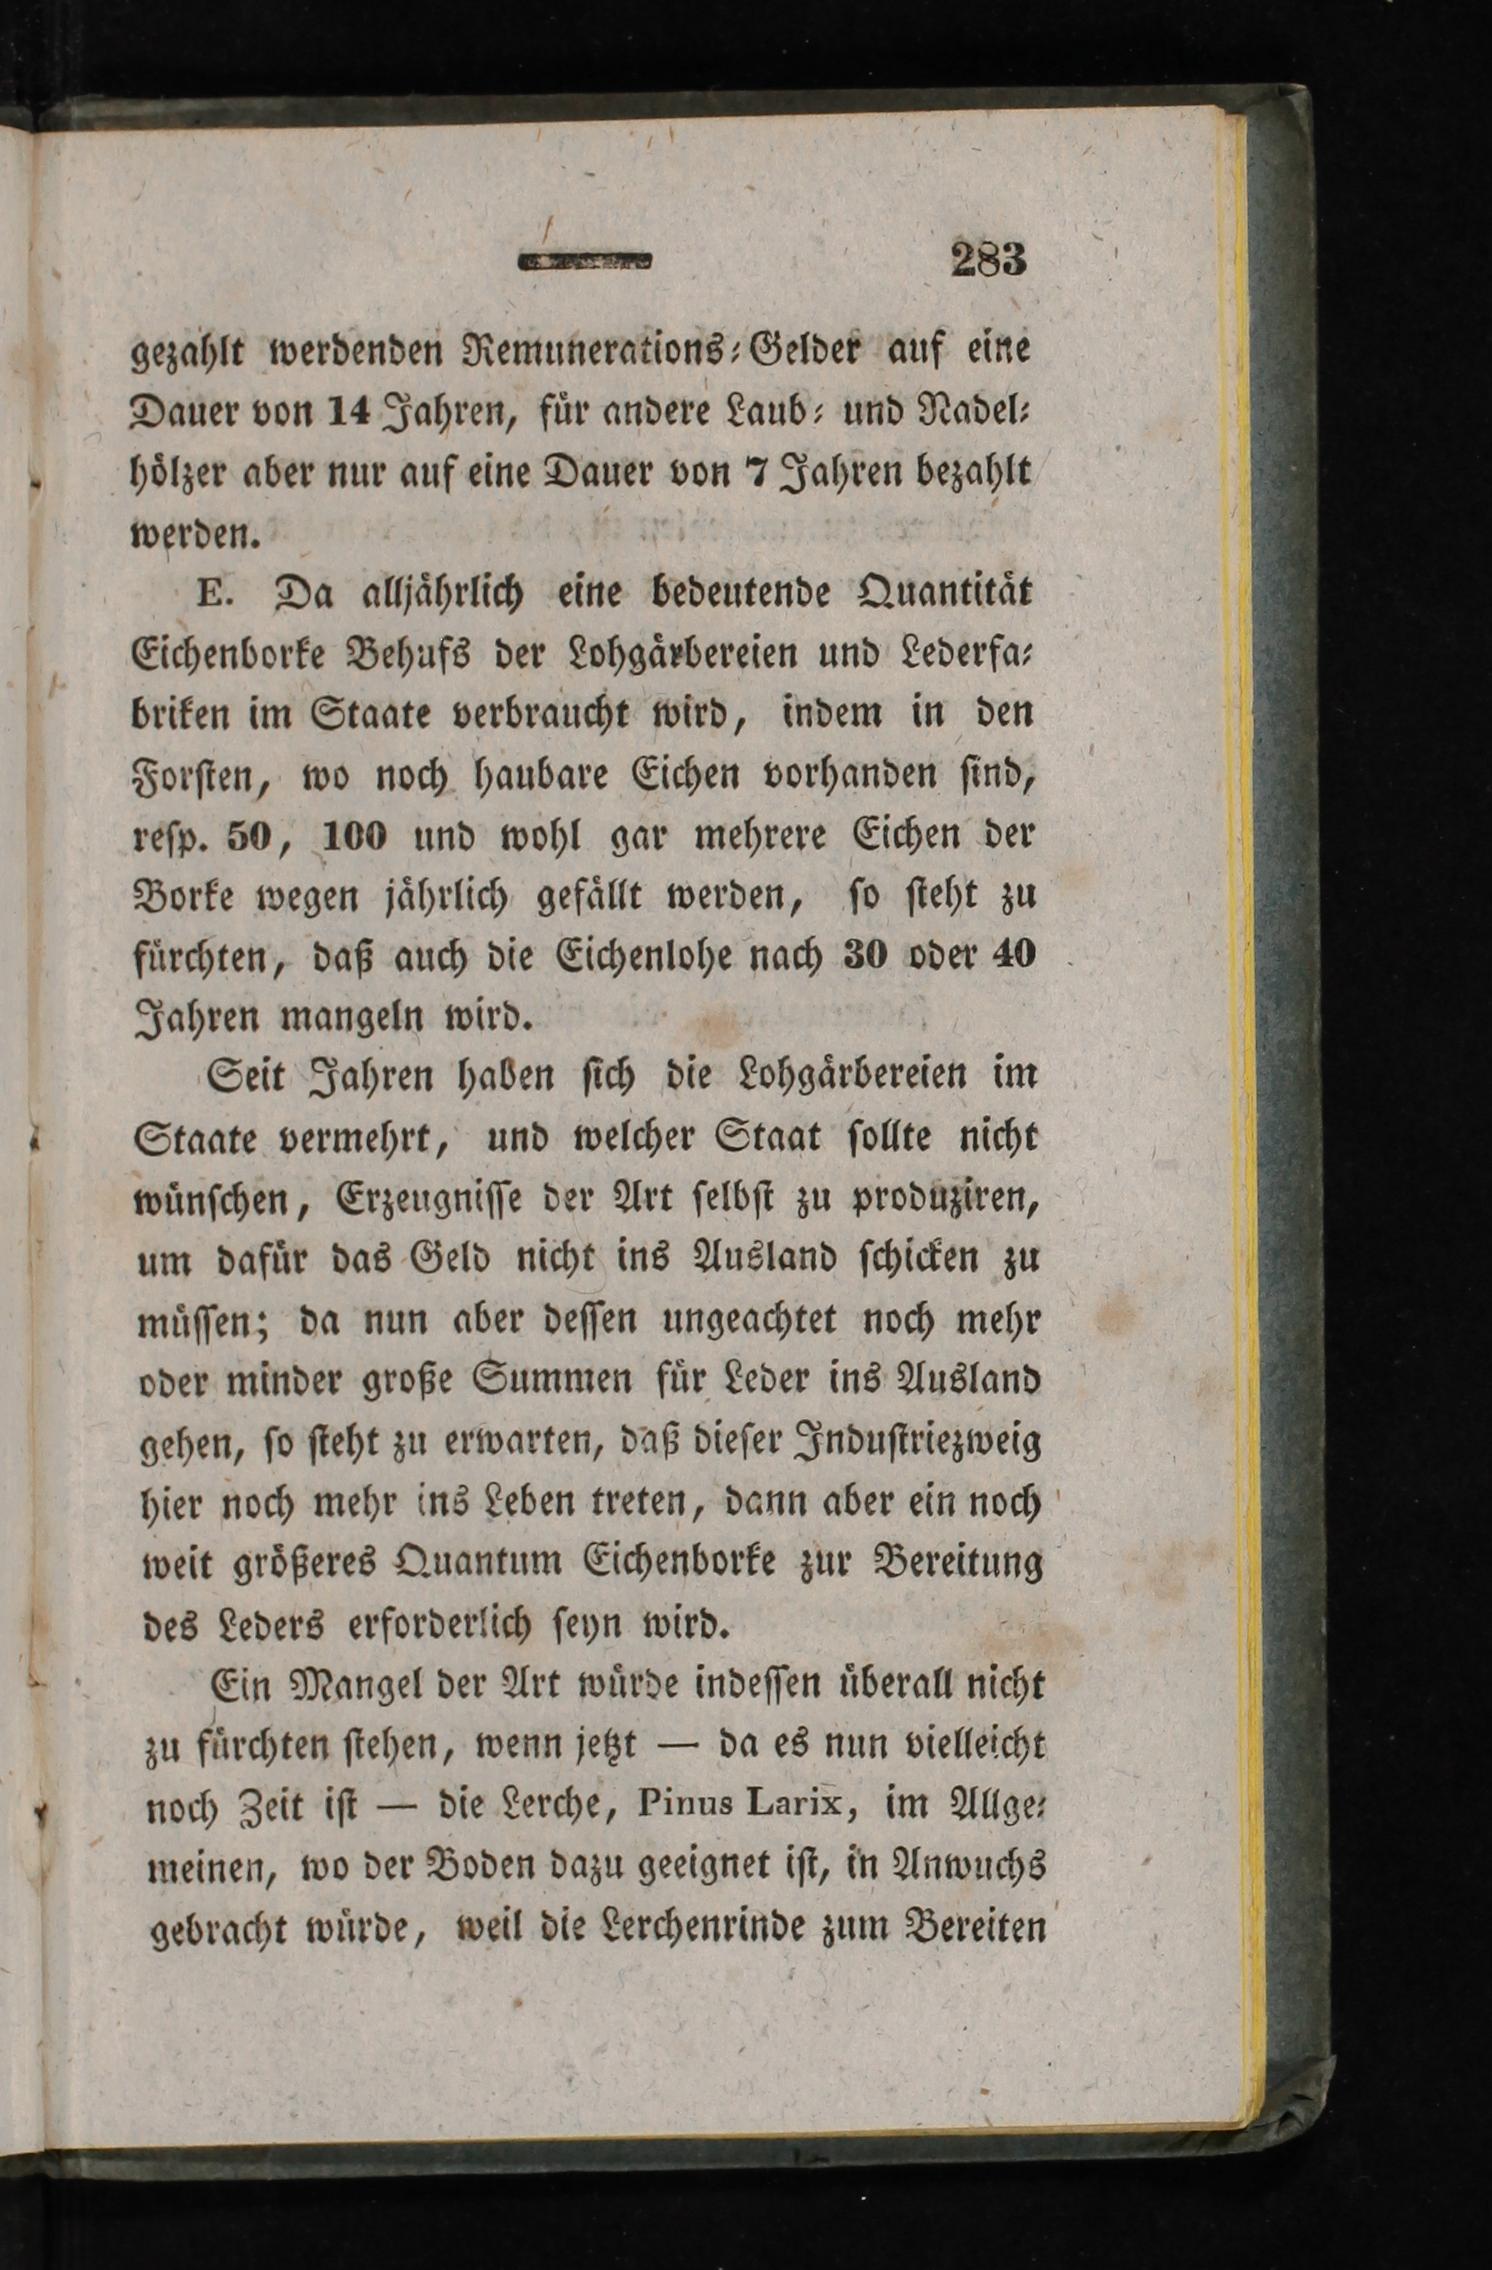 283
gezahlt werdenden Remunerations-Gelder auf eine
Dauer von 14 Jahren, für andere Laub- und Nadel-
hölzer aber nur auf eine Dauer von 7 Jahren bezahlt
werden.
E. Da alljährlich eine bedeutende Quantität
Eichenborke Behufs der Lohgärbereien und Lederfa-
briken im Staate verbraucht wird, indem in den
Forsten, wo noch haubare Eichen vorhanden sind,
resp. 50, 100 und wohl gar mehrere Eichen der
Borke wegen jährlich gefällt werden, so steht zu
fürchten, daß auch die Eichenlohe nach 30 oder 40
Jahren mangeln wird.
Seit Jahren haben sich die Lohgärbereien im
Staate vermehrt, und welcher Staat sollte nicht
wünschen, Erzeugnisse der Art selbst zu produziren,
um dafür das Geld nicht ins Ausland schicken zu
müssen; da nun aber dessen ungeachtet noch mehr
oder minder große Summen für Leder ins Ausland
gehen, so steht zu erwarten, daß dieser Industriezweig
hier noch mehr ins Leben treten, dann aber ein noch
weit größeres Quantum Eichenborke zur Bereitung
des Leders erforderlich seyn wird.
Ein Mangel der Art würde indessen überall nicht
zu fürchten stehen, wenn jetzt — da es nun vielleicht
noch Zeit ist — die Lerche, Pinus Larix, im Allge-
meinen, wo der Boden dazu geeignet ist, in Anwuchs
gebracht würde, weil die Lerchenrinde zum Bereiten